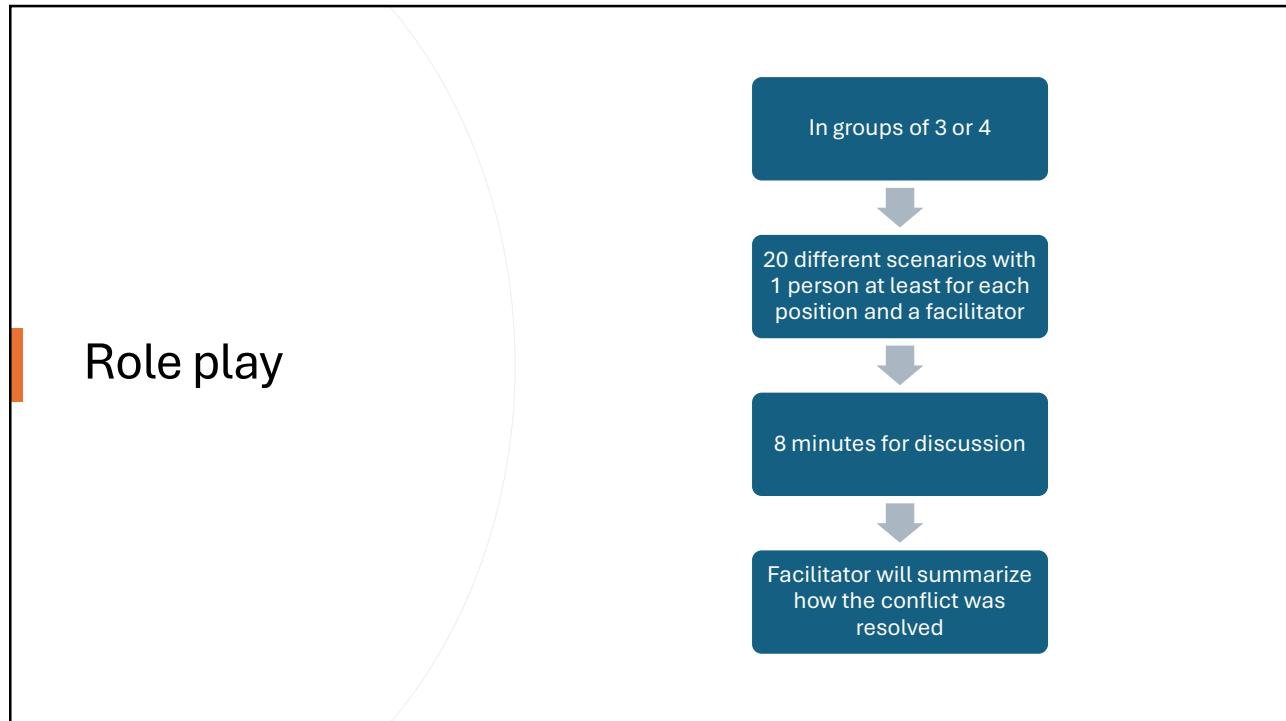 Role play
In groups of 3 or 4
20 different scenarios with
1 person at least for each
position and a facilitator
8 minutes for discussion
Facilitator will summarize
how the conflict was
resolved